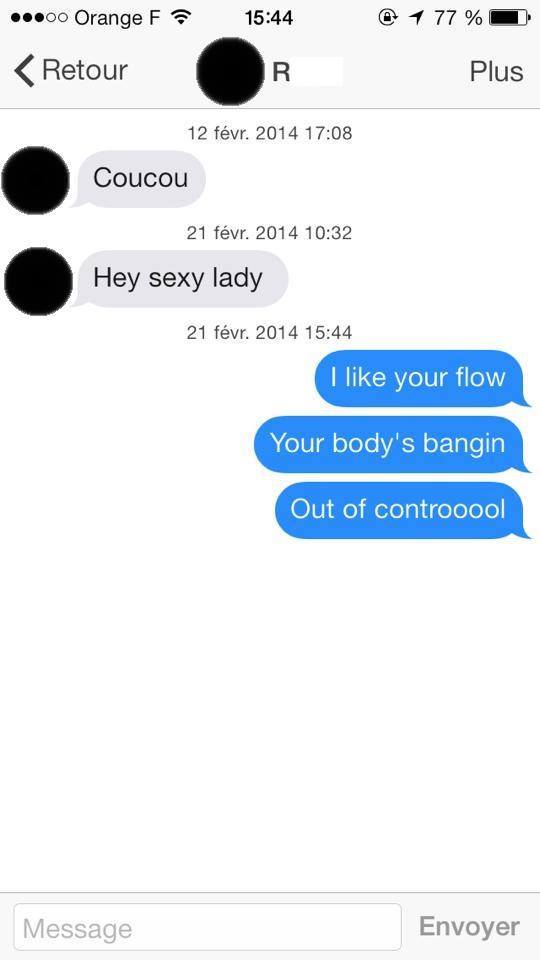 Orange F 15:44 77 %
Retour R Plus
12 févr. 2014 17:08
Coucou
21 févr. 2014 10:32
Hey sexy lady
21 févr. 2014 15:44
I like your flow
Your body's bangin
Out of controoool
Message Envoyer